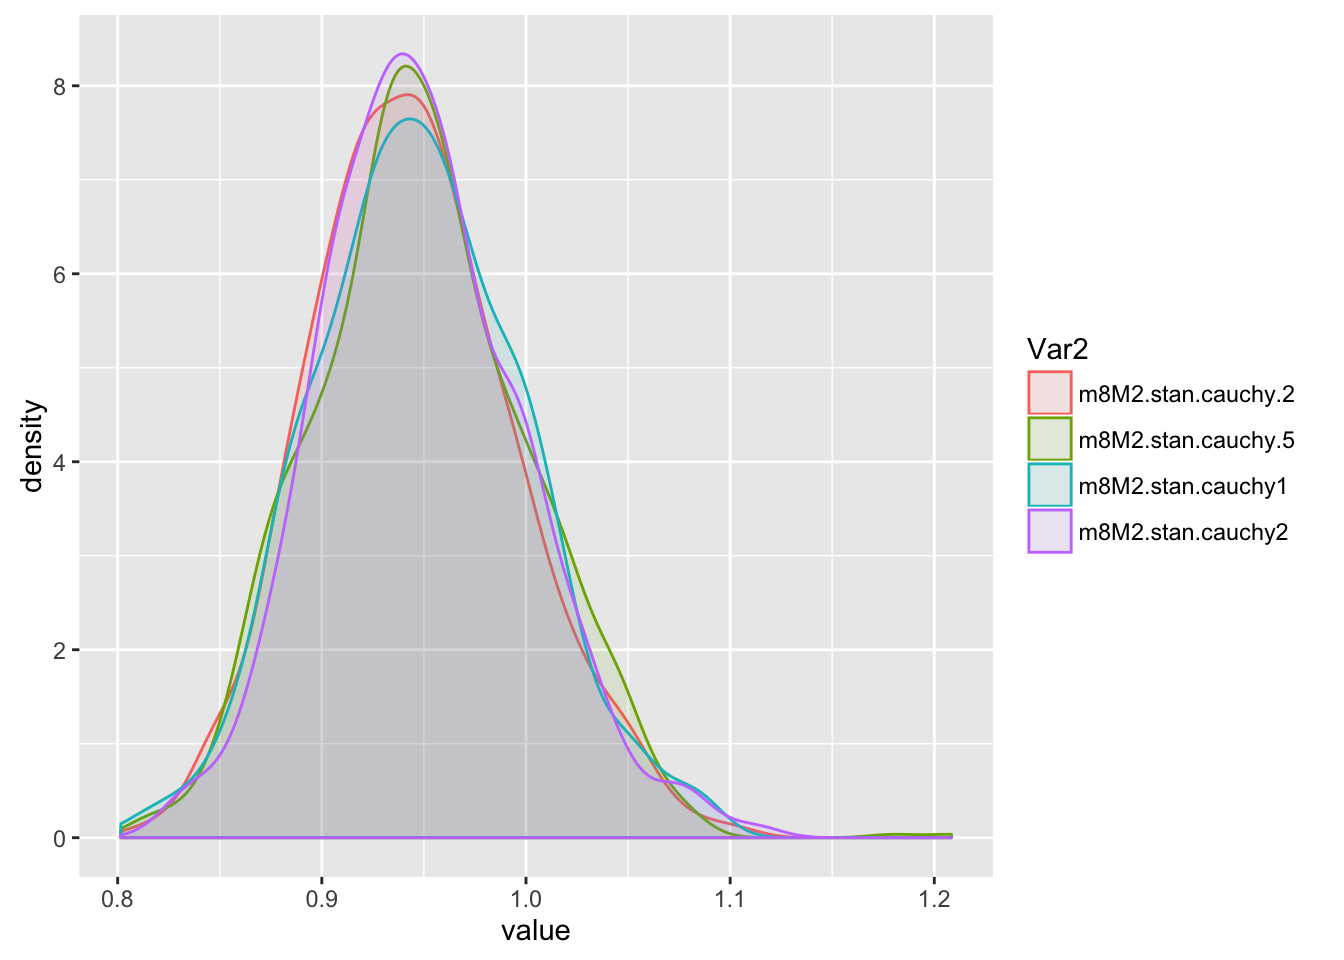 density
8
6
4
2
0
0.8 0.9 1.0 1.1 1.2
value
Var2
m8M2.stan.cauchy.2
m8M2.stan.cauchy.5
m8M2.stan.cauchy1
m8M2.stan.cauchy2